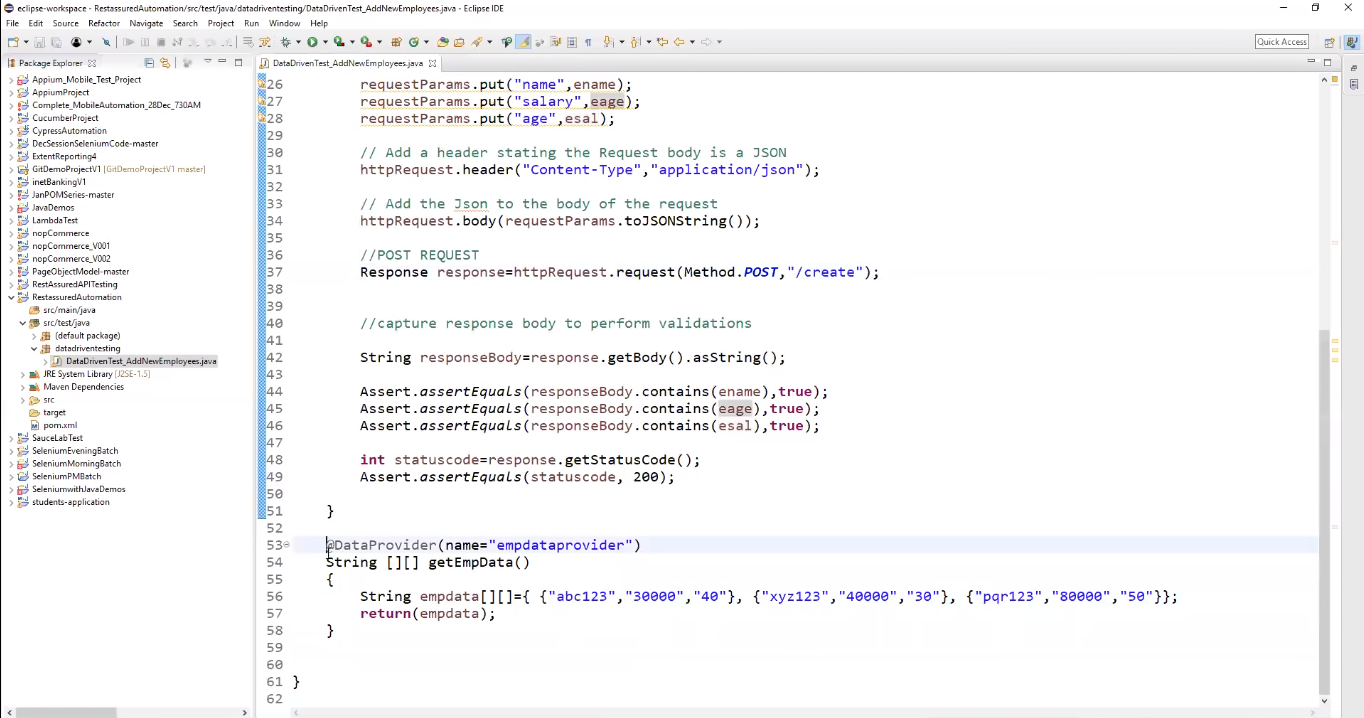 eclipse-workspace - RestassuredAutomation/src/test/java/datadriventesting/DataDrivenTest_AddNewEmployees.java - Eclipse IDE
File Edit Source Refactor Navigate Search Project Run Window Help
Quick Access
Package Explorer
Appium_Mobile_Test_Project
AppiumProject
Complete_MobileAutomation_28Dec_730AM
CucumberProject
CypressAutomation
DecSessionSeleniumCode-master
ExtentReporting4
GitDemoProjectV1 [GitDemoProjectV1 master]
inetBankingV1
JanPOMSeries-master
JavaDemos
LambdaTest
nopCommerce
nopCommerce_V001
nopCommerce_V002
PageObjectModel-master
RestAssuredAPITesting
RestassuredAutomation
src/main/java
src/test/java
(default package)
datadriventesting
DataDrivenTest_AddNewEmployees.java
JRE System Library [J2SE-1.5]
Maven Dependencies
src
target
pom.xml
SauceLabTest
SeleniumEveningBatch
SeleniumMorningBatch
SeleniumPMBatch
SeleniumwithJavaDemos
students-application
DataDrivenTest_AddNewEmployees.java
26 requestParams.put("name",ename);
27 requestParams.put("salary",eage);
28 requestParams.put("age",esal);
29
30 // Add a header stating the Request body is a JSON
31 httpRequest.header("Content-Type","application/json");
32
33 // Add the Json to the body of the request
34 httpRequest.body(requestParams.toJSONString());
35
36 //POST REQUEST
37 Response response=httpRequest.request(Method.POST,"/create");
38
39
40 //capture response body to perform validations
41
42 String responseBody=response.getBody().asString();
43
44 Assert.assertEquals(responseBody.contains(ename),true);
45 Assert.assertEquals(responseBody.contains(eage),true);
46 Assert.assertEquals(responseBody.contains(esal),true);
47
48 int statuscode=response.getStatusCode();
49 Assert.assertEquals(statuscode, 200);
50
51 }
52
53 @DataProvider(name="empdataprovider")
54 String [][] getEmpData()
55 {
56 String empdata[][]={ {"abc123","30000","40"}, {"xyz123","40000","30"}, {"pqr123","80000","50"}};
57 return(empdata);
58 }
59
60
61 }
62